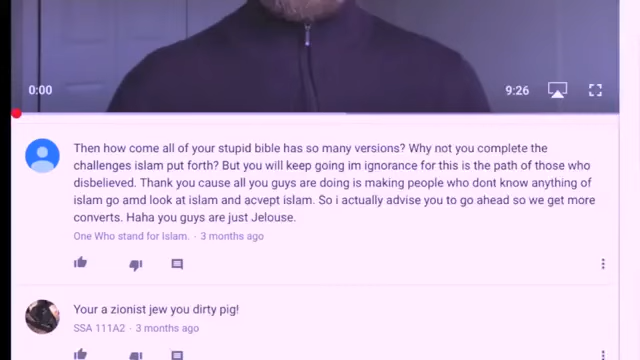 0:00
9:26
Then how come all of your stupid bible has so many versions? Why not you complete the
challenges islam put forth? But you will keep going im ignorance for this is the path of those who
disbelieved. Thank you cause all you guys are doing is making people who dont know anything of
islam go amd look at islam and acvept islam. So i actually advise you to go ahead so we get more
converts. Haha you guys are just Jelouse.
One Who stand for Islam. · 3 months ago
Your a zionist jew you dirty pig!
SSA 111A2 · 3 months ago